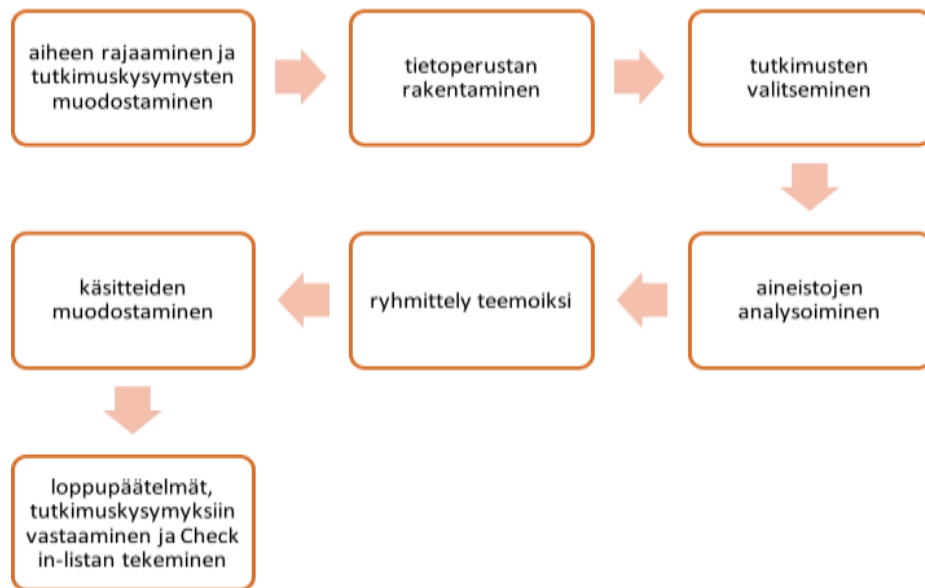 aiheen rajaaminen ja
tutkimuskysymysten
muodostaminen
tietoperustan
rakentaminen
tutkimusten
valitseminen
aineistojen
analysoiminen
ryhmittely teemoiksi
käsitteiden
muodostaminen
loppupäätelmät,
tutkimuskysymyksiin
vastaaminen ja Check
in-listan tekeminen